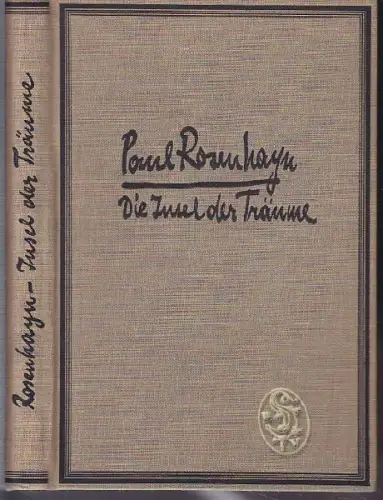 Paul Rosenhayn
Die Insel der Träume
Rosenhayn - Insel der Träume